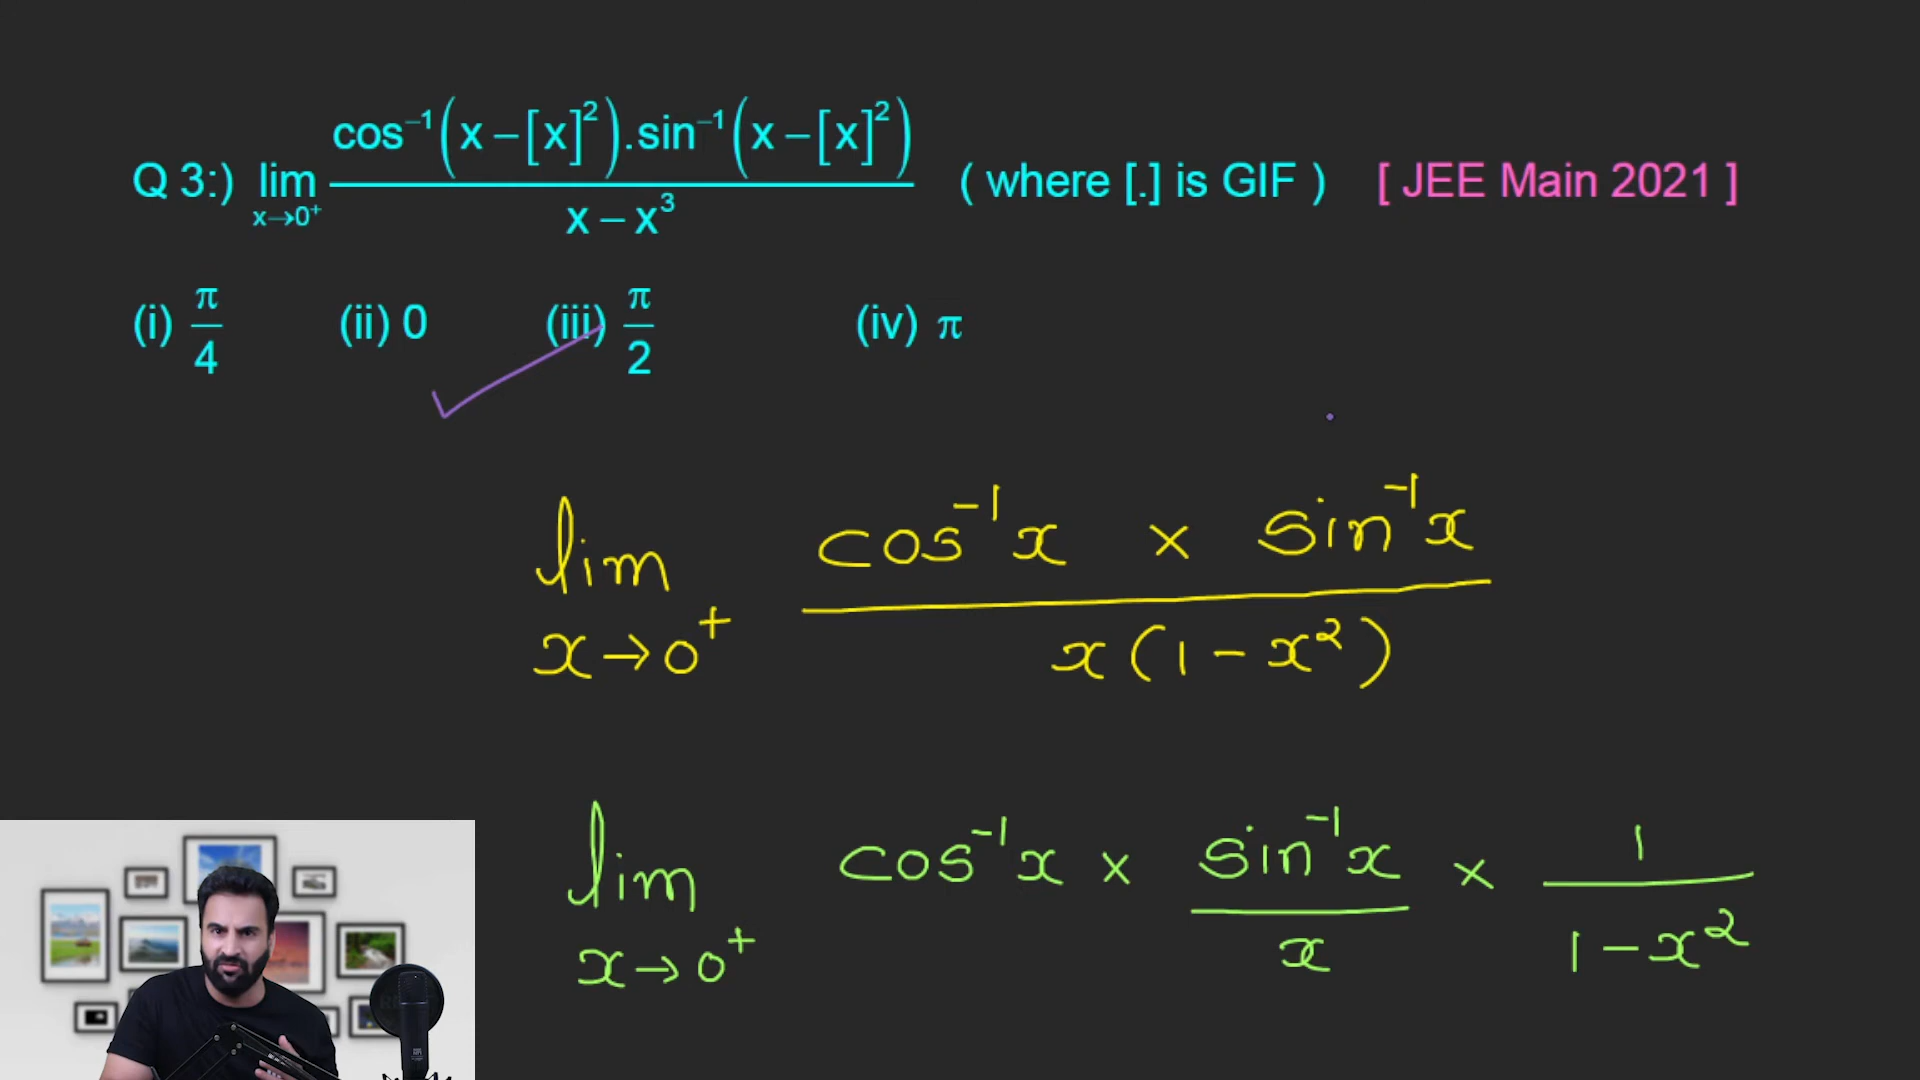 Q 3:) lim x→0⁺ cos⁻¹(x – [x]²).sin⁻¹(x – [x]²) / x – x³ ( where [.] is GIF ) [ JEE Main 2021 ]
(i) π/4 (ii) 0 (iii) π/2 (iv) π
lim x→0⁺ cos⁻¹x × sin⁻¹x / x(1 – x²)
lim x→0⁺ cos⁻¹x × sin⁻¹x / x × 1 / 1 – x²